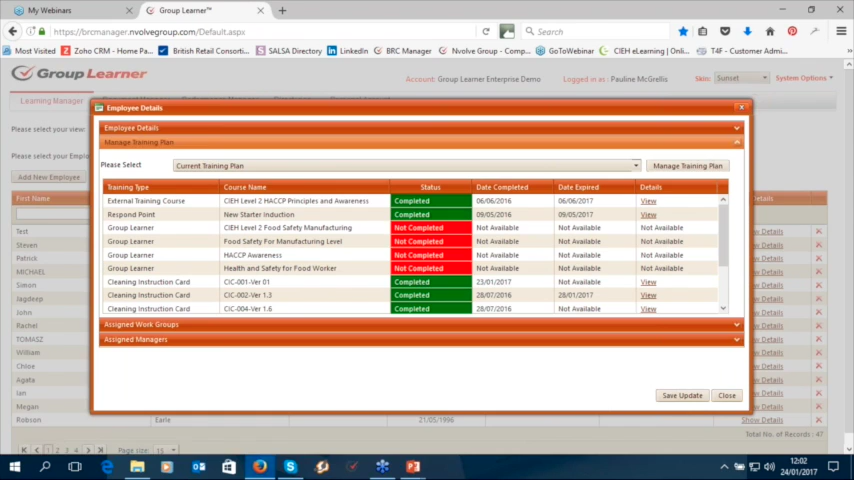 My Webinars
Group Learner™
https://brcmanager.nvolvegroup.com/Default.aspx
Search
Most Visited Zoho CRM - Home Pa... British Retail Consorti... SALSA Directory LinkedIn BRC Manager Nvolve Group - Comp... GoToWebinar CIEH eLearning | Onli... T4F - Customer Admi...
Group Learner
Account: Group Learner Enterprise Demo Logged in as : Pauline McGrellis Skin: Sunset System Options
Learning Manager
Please select your view:
Please select your Emplo
Add New Employee
First Name
Test
Steven
Patrick
MICHAEL
Simon
Jagdeep
John
Rachel
TOMASZ
William
Chloe
Agata
Ian
Megan
Robson Earle 21/05/1996 Show Details
Total No. of Records : 47
1 2 3 4 Page size: 15
Employee Details
Employee Details
Manage Training Plan
Please Select Current Training Plan Manage Training Plan
Training Type Course Name Status Date Completed Date Expired Details
External Training Course CIEH Level 2 HACCP Principles and Awareness Completed 06/06/2016 06/06/2017 View
Respond Point New Starter Induction Completed 09/05/2016 09/05/2017 View
Group Learner CIEH Level 2 Food Safety Manufacturing Not Completed Not Available Not Available Not Available
Group Learner Food Safety For Manufacturing Level Not Completed Not Available Not Available Not Available
Group Learner HACCP Awareness Not Completed Not Available Not Available Not Available
Group Learner Health and Safety for Food Worker Not Completed Not Available Not Available Not Available
Cleaning Instruction Card CIC-001-Ver 01 Completed 23/01/2017 Not Available View
Cleaning Instruction Card CIC-002-Ver 1.3 Completed 28/07/2016 28/01/2017 View
Cleaning Instruction Card CIC-004-Ver 1.6 Completed 28/07/2016 Not Available View
Assigned Work Groups
Assigned Managers
Save Update Close
12:02
24/01/2017